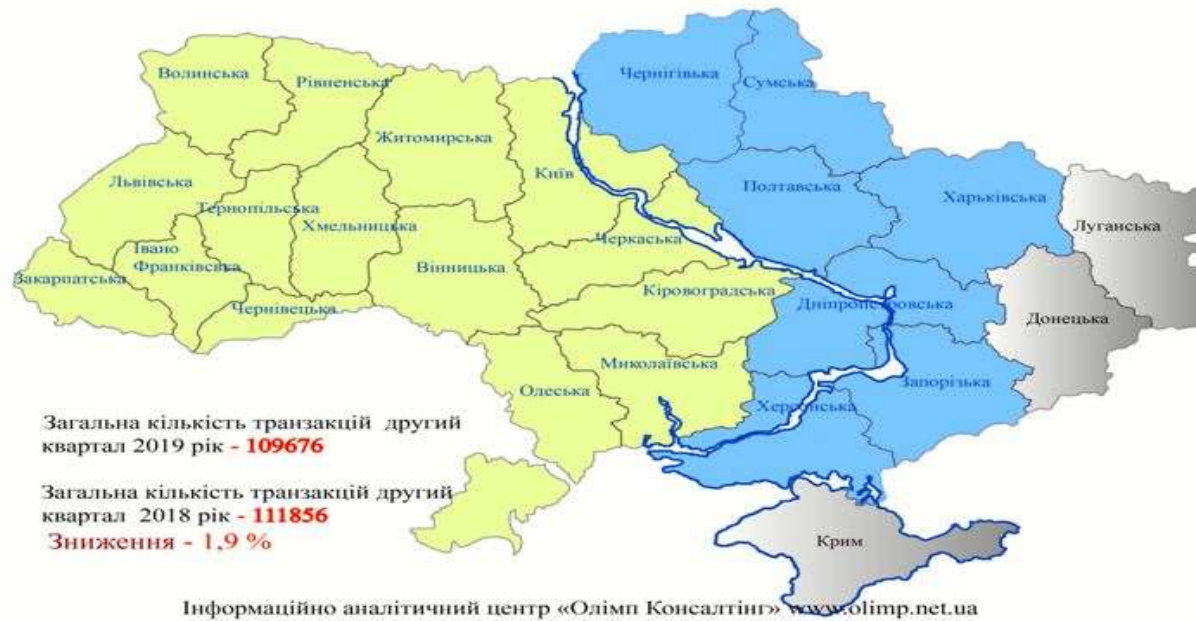 Волинська
Рівненська
Чернігівька
Сумська
Житомирська
Київ
Львівська
Тернопільська
Хмельницька
Полтавська
Харьківська
Луганська
Івано
Франківська
Закарпатська
Чернівецька
Вінницька
Черкаська
Кіровоградська
Дніпропетровська
Донецька
Миколаївська
Одеська
Херсонська
Запорізька
Загальна кількість транзакцій другий
квартал 2019 рік - 109676
Загальна кількість транзакцій другий
квартал 2018 рік - 111856
Зниження - 1,9 %
Крим
Інформаційно аналітичний центр «Олімп Консалтінг» www.olimp.net.ua